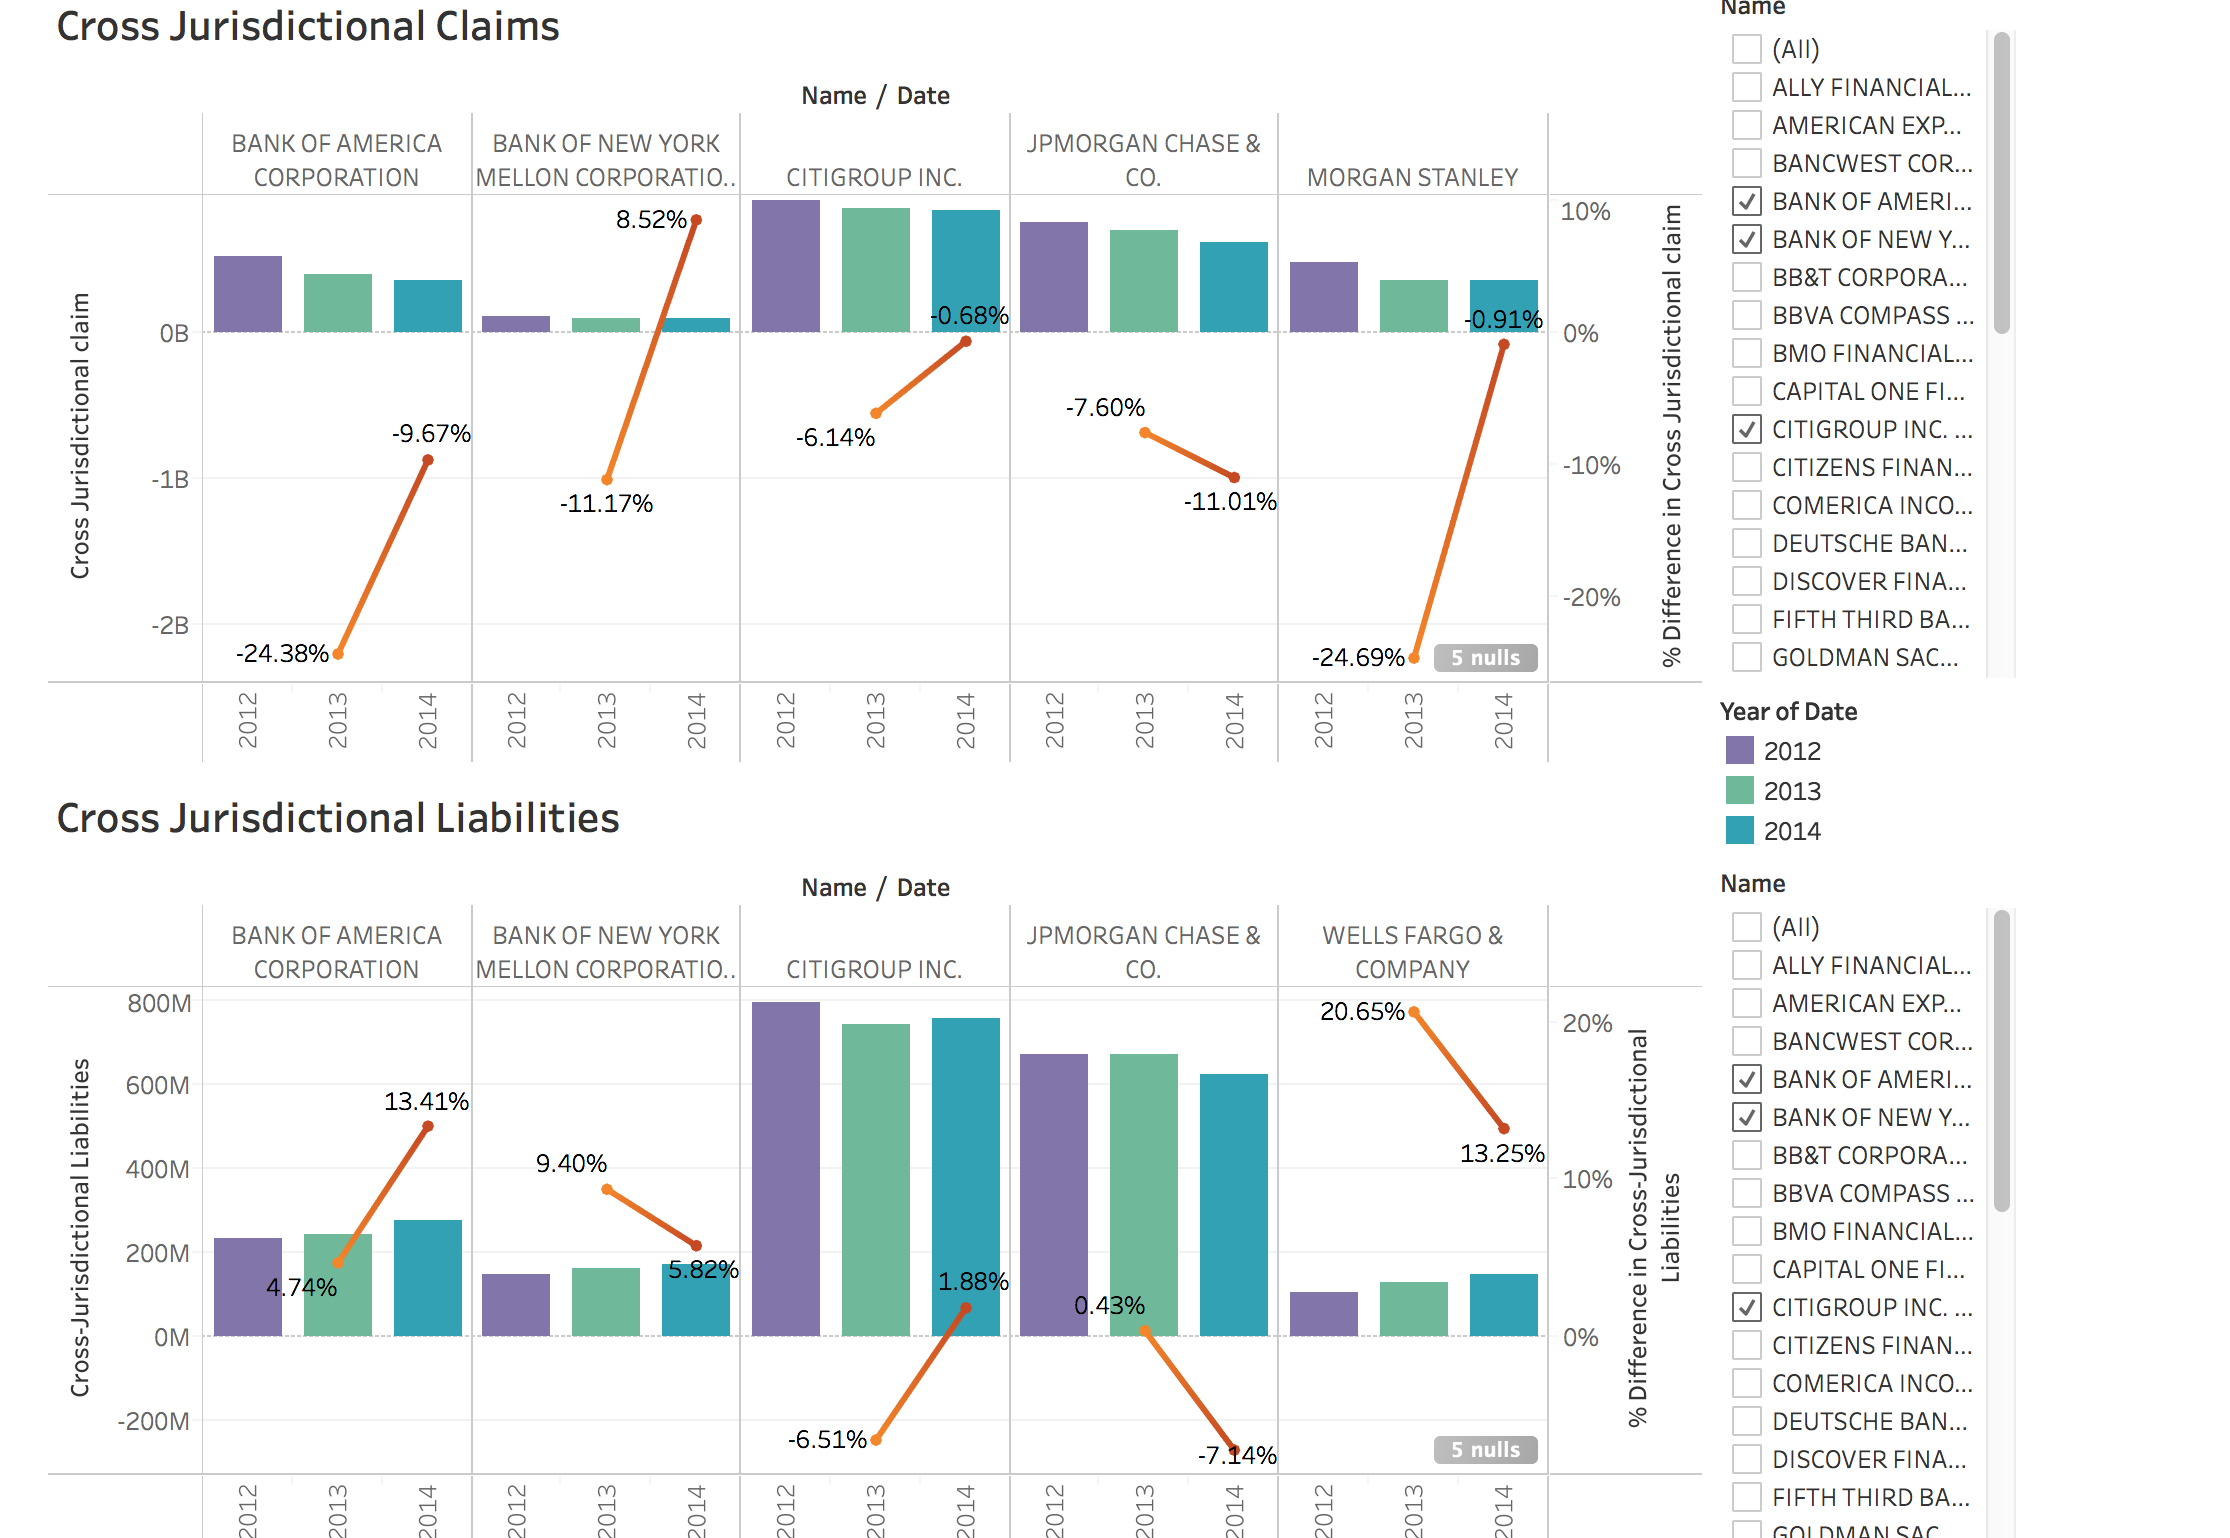 Cross Jurisdictional Claims
Name / Date
BANK OF AMERICA
CORPORATION
BANK OF NEW YORK
MELLON CORPORATIO..
CITIGROUP INC.
JPMORGAN CHASE &
CO.
MORGAN STANLEY
Cross Jurisdictional claim
0B
-1B
-2B
-24.38%
-9.67%
-11.17%
8.52%
-6.14%
-0.68%
-7.60%
-11.01%
-24.69%
-0.91%
5 nulls
10%
0%
-10%
-20%
% Difference in Cross Jurisdictional claim
2012
2013
2014
2012
2013
2014
2012
2013
2014
2012
2013
2014
2012
2013
2014
Name
(All)
ALLY FINANCIAL...
AMERICAN EXP...
BANCWEST COR...
BANK OF AMERI...
BANK OF NEW Y...
BB&T CORPORA...
BBVA COMPASS ...
BMO FINANCIAL...
CAPITAL ONE FI...
CITIGROUP INC. ...
CITIZENS FINAN...
COMERICA INCO...
DEUTSCHE BAN...
DISCOVER FINA...
FIFTH THIRD BA...
GOLDMAN SAC...
Year of Date
2012
2013
2014
Cross Jurisdictional Liabilities
Name / Date
BANK OF AMERICA
CORPORATION
BANK OF NEW YORK
MELLON CORPORATIO..
CITIGROUP INC.
JPMORGAN CHASE &
CO.
WELLS FARGO &
COMPANY
Cross-Jurisdictional Liabilities
800M
600M
400M
200M
0M
-200M
4.74%
13.41%
9.40%
5.82%
-6.51%
1.88%
0.43%
-7.14%
20.65%
13.25%
5 nulls
20%
10%
0%
% Difference in Cross-Jurisdictional
Liabilities
2012
2013
2014
2012
2013
2014
2012
2013
2014
2012
2013
2014
2012
2013
2014
Name
(All)
ALLY FINANCIAL...
AMERICAN EXP...
BANCWEST COR...
BANK OF AMERI...
BANK OF NEW Y...
BB&T CORPORA...
BBVA COMPASS ...
BMO FINANCIAL...
CAPITAL ONE FI...
CITIGROUP INC. ...
CITIZENS FINAN...
COMERICA INCO...
DEUTSCHE BAN...
DISCOVER FINA...
FIFTH THIRD BA...
GOLDMAN SAC...